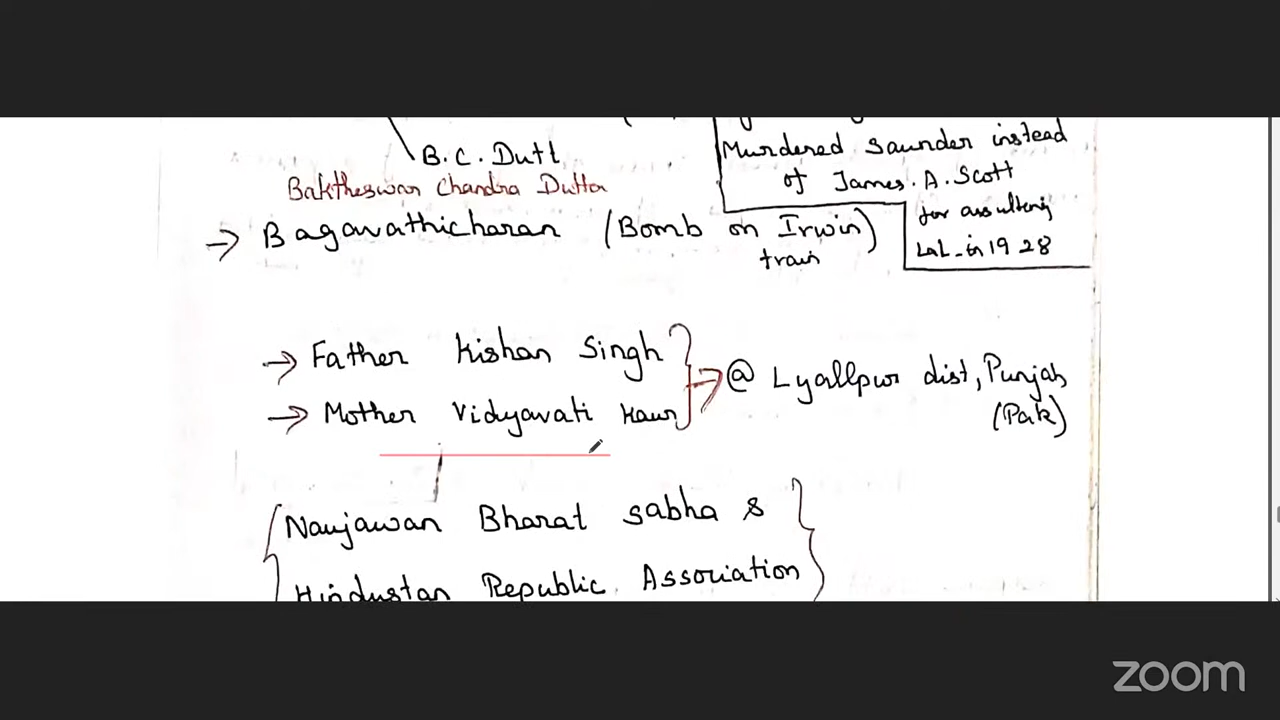 B.C. Dutt
Baktheswar Chandra Dutta
Murdered Saunder instead
of James. A. Scott
for assulting
LaL in 1928
→ Bagavathicharan (Bomb on Irwin)
train
→ Father Kishan Singh
→ Mother Vidyavati Kaur
@ Lyallpur dist, Punjab
(Pak)
Naujawan Bharat sabha &
Hindustan Republic Association
zoom